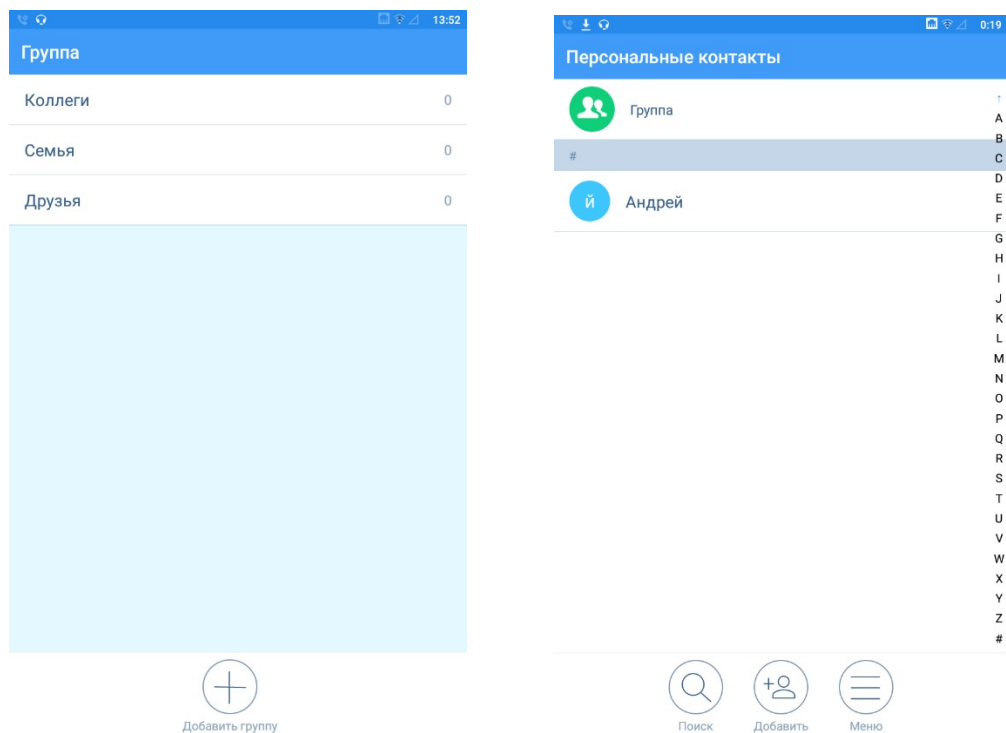 13:52
Группа
Коллеги 0
Семья 0
Друзья 0
Добавить группу
0:19
Персональные контакты
Группа
#
й Андрей
↑
A
B
C
D
E
F
G
H
I
J
K
L
M
N
O
P
Q
R
S
T
U
V
W
X
Y
Z
#
Поиск Добавить Меню